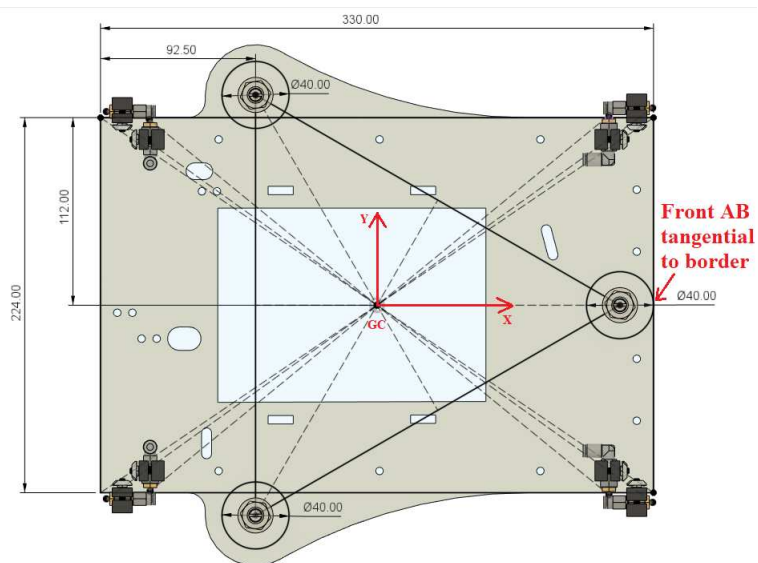 330.00
92.50
Ø40.00
112.00
224.00
Y
X
GC
Front AB
tangential
to border
Ø40.00
Ø40.00